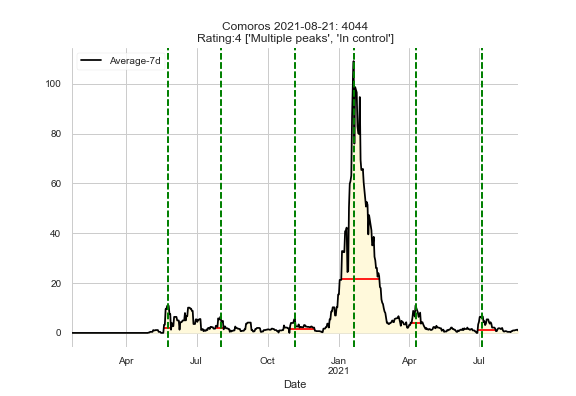 Comoros 2021-08-21: 4044
Rating:4 ['Multiple peaks', 'In control']
Average-7d
100
80
60
40
20
0
Apr
Jul
Oct
Jan
2021
Apr
Jul
Date